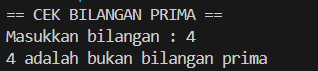 == CEK BILANGAN PRIMA ==
Masukkan bilangan : 4
4 adalah bukan bilangan prima